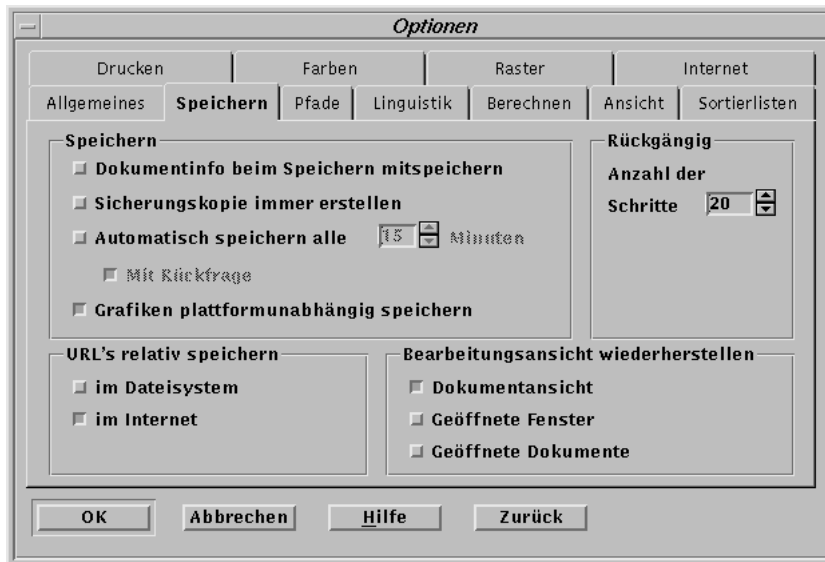 Optionen
Drucken Farben Raster Internet
Allgemeines Speichern Pfade Linguistik Berechnen Ansicht Sortierlisten
Speichern
Dokumentinfo beim Speichern mitspeichern
Sicherungskopie immer erstellen
Automatisch speichern alle 15 Minuten
Mit Rückfrage
Grafiken plattformunabhängig speichern
Rückgängig
Anzahl der
Schritte 20
URL's relativ speichern
im Dateisystem
im Internet
Bearbeitungsansicht wiederherstellen
Dokumentansicht
Geöffnete Fenster
Geöffnete Dokumente
OK Abbrechen Hilfe Zurück